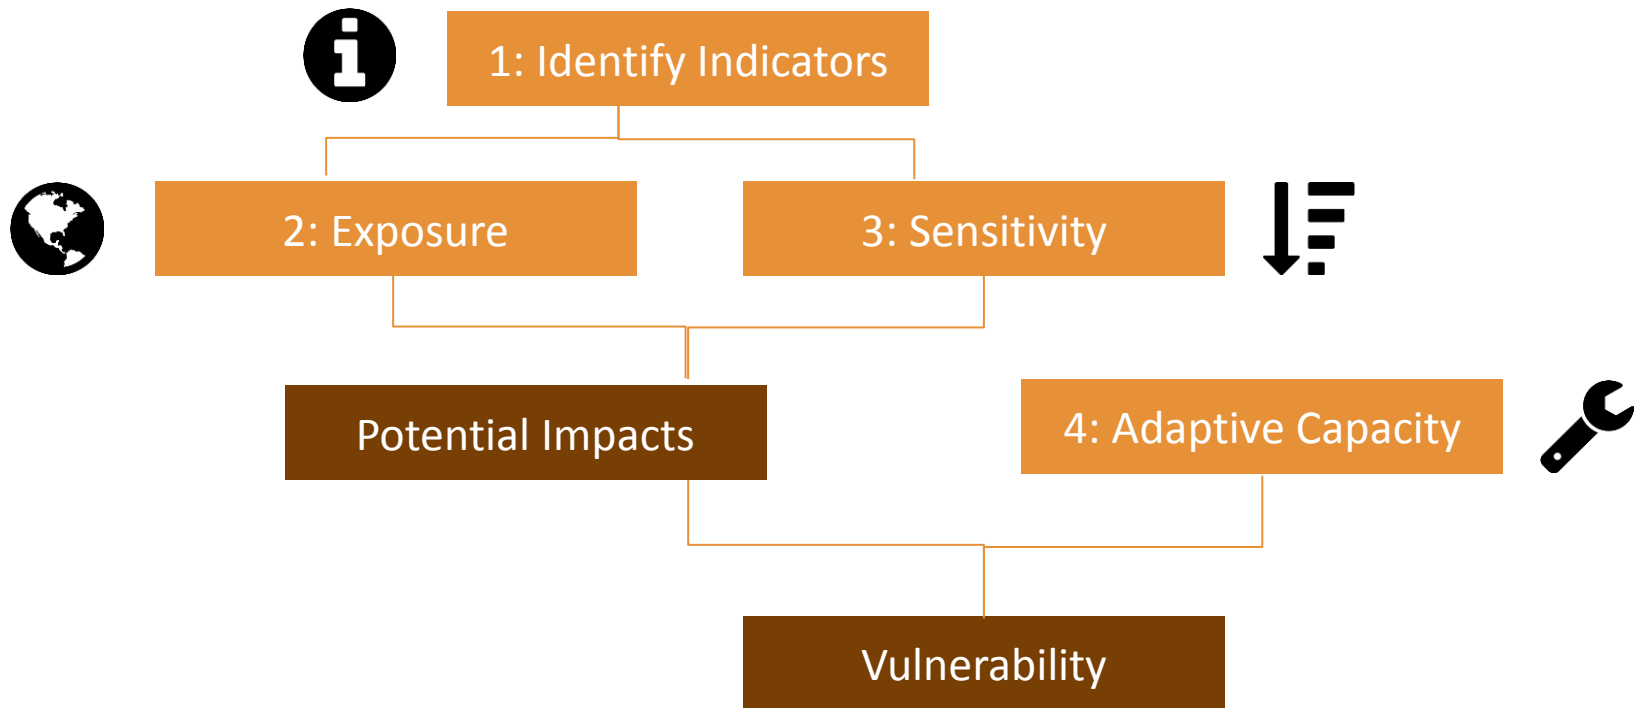 1: Identify Indicators
2: Exposure
3: Sensitivity
Potential Impacts
4: Adaptive Capacity
Vulnerability